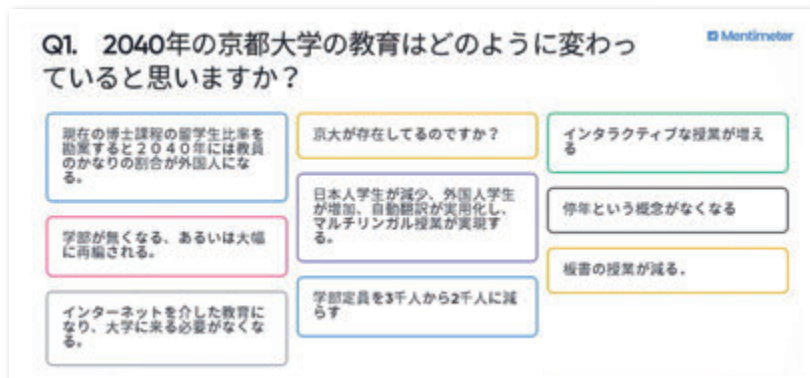 Q1. 2040年の京都大学の教育はどのように変わっ
ていると思いますか？
Mentimeter
現在の博士課程の留学生比率を
勘案すると２０４０年には教員
のかなりの割合が外国人にな
る。
学部が無くなる、あるいは大幅
に再編される。
インターネットを介した教育に
なり、大学に来る必要がなくな
る。
京大が存在してるのですか？
日本人学生が減少、外国人学生
が増加、自動翻訳が実用化し、
マルチリンガル授業が実現す
る。
学部定員を3千人から2千人に減
らす
インタラクティブな授業が増え
る
停年という概念がなくなる
板書の授業が減る．